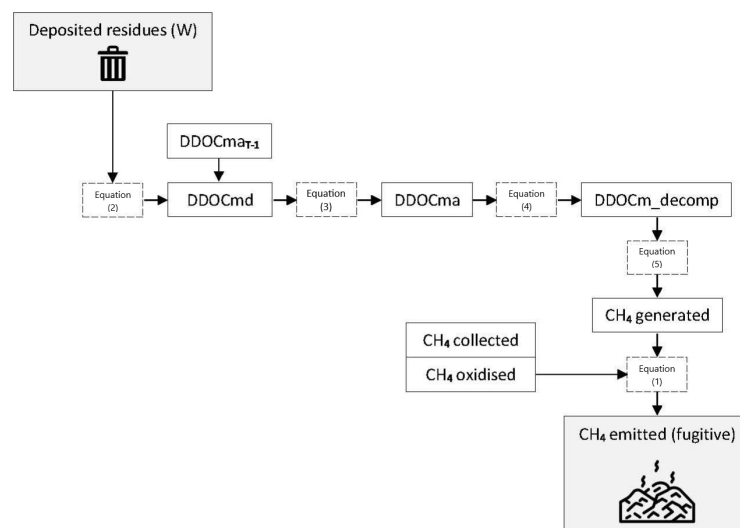 Deposited residues (W)
DDOCmaT-1
Equation
(2)
DDOCmd
Equation
(3)
DDOCma
Equation
(4)
DDOCm_decomp
Equation
(5)
CH₄ generated
CH₄ collected
CH₄ oxidised
Equation
(1)
CH₄ emitted (fugitive)